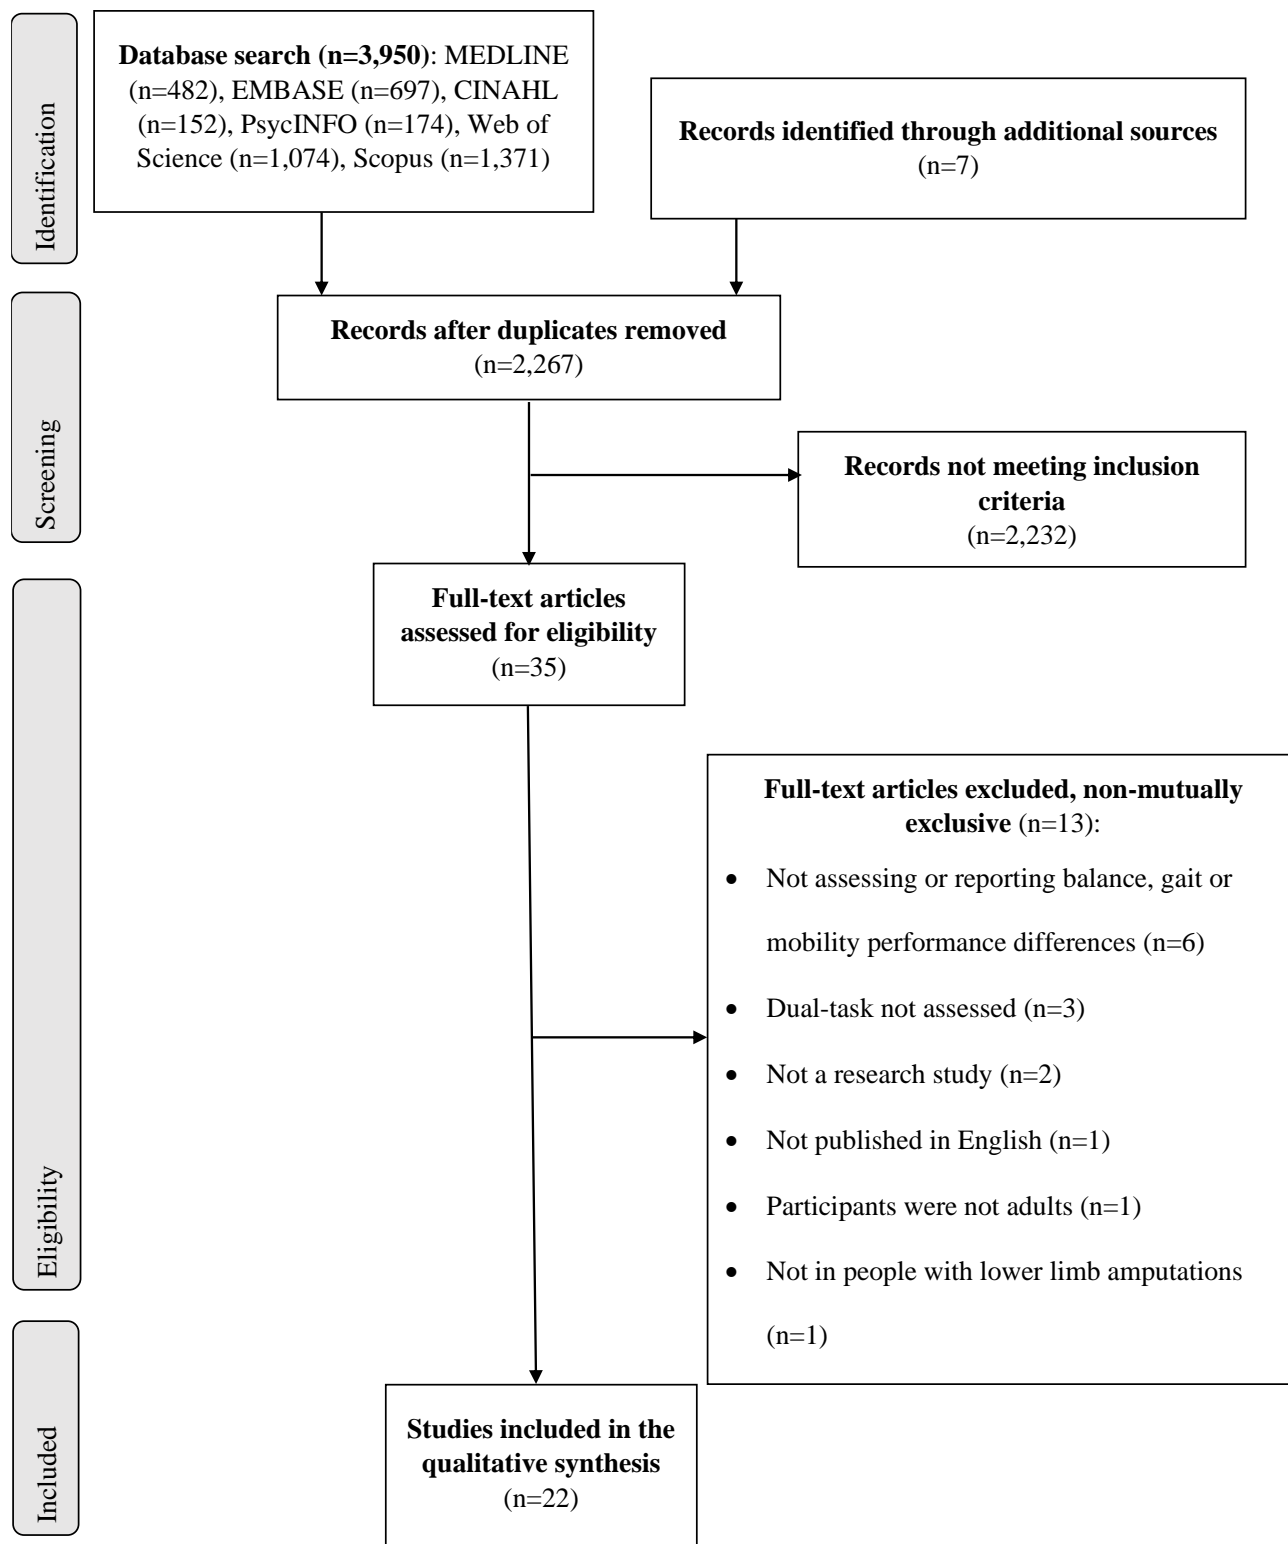 Identification
Database search (n=3,950): MEDLINE
(n=482), EMBASE (n=697), CINAHL
(n=152), PsycINFO (n=174), Web of
Science (n=1,074), Scopus (n=1,371)
Records identified through additional sources
(n=7)
Screening
Records after duplicates removed
(n=2,267)
Records not meeting inclusion
criteria
(n=2,232)
Eligibility
Full-text articles
assessed for eligibility
(n=35)
Full-text articles excluded, non-mutually
exclusive (n=13):
• Not assessing or reporting balance, gait or
mobility performance differences (n=6)
• Dual-task not assessed (n=3)
• Not a research study (n=2)
• Not published in English (n=1)
• Participants were not adults (n=1)
• Not in people with lower limb amputations
(n=1)
Included
Studies included in the
qualitative synthesis
(n=22)